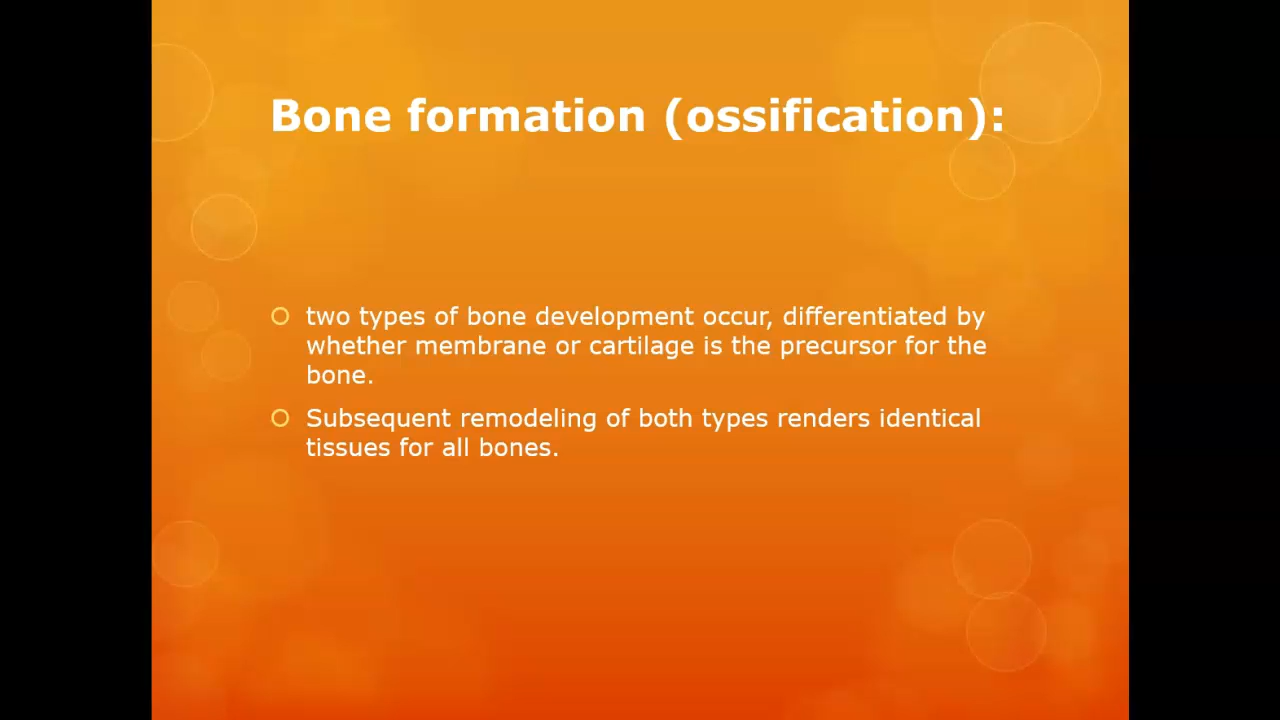 Bone formation (ossification):
two types of bone development occur, differentiated by
whether membrane or cartilage is the precursor for the
bone.
Subsequent remodeling of both types renders identical
tissues for all bones.